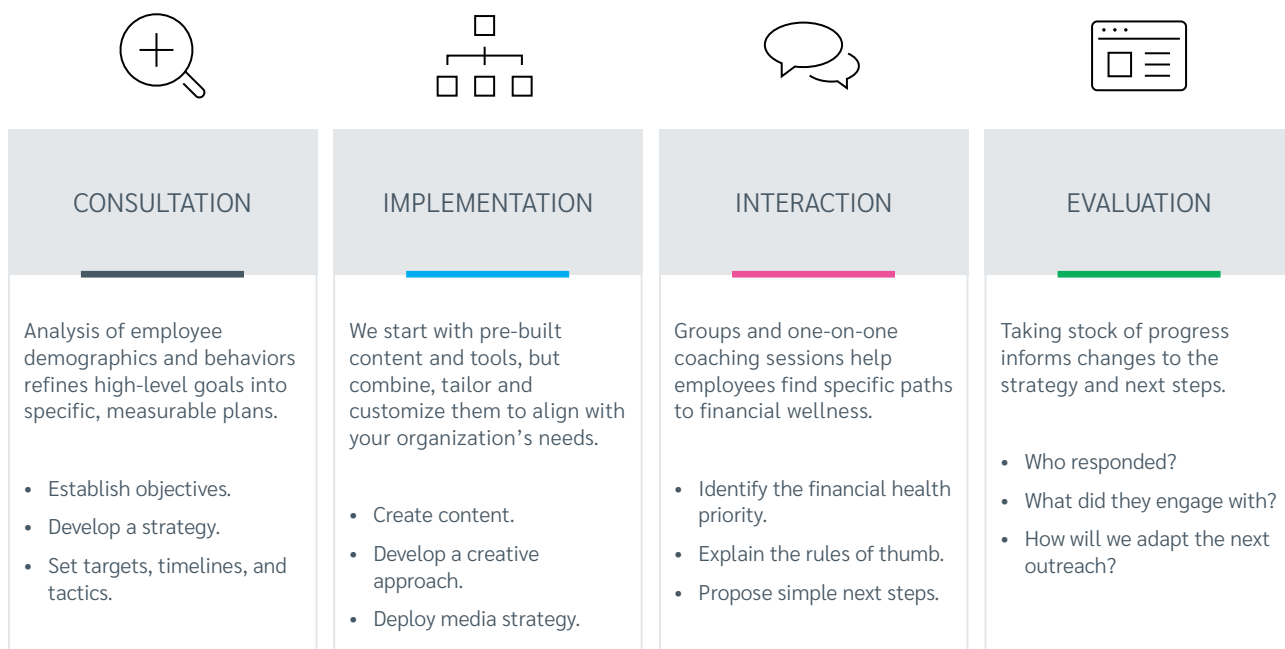 CONSULTATION
Analysis of employee
demographics and behaviors
refines high-level goals into
specific, measurable plans.
• Establish objectives.
• Develop a strategy.
• Set targets, timelines, and
tactics.
IMPLEMENTATION
We start with pre-built
content and tools, but
combine, tailor and
customize them to align with
your organization’s needs.
• Create content.
• Develop a creative
approach.
• Deploy media strategy.
INTERACTION
Groups and one-on-one
coaching sessions help
employees find specific paths
to financial wellness.
• Identify the financial health
priority.
• Explain the rules of thumb.
• Propose simple next steps.
EVALUATION
Taking stock of progress
informs changes to the
strategy and next steps.
• Who responded?
• What did they engage with?
• How will we adapt the next
outreach?